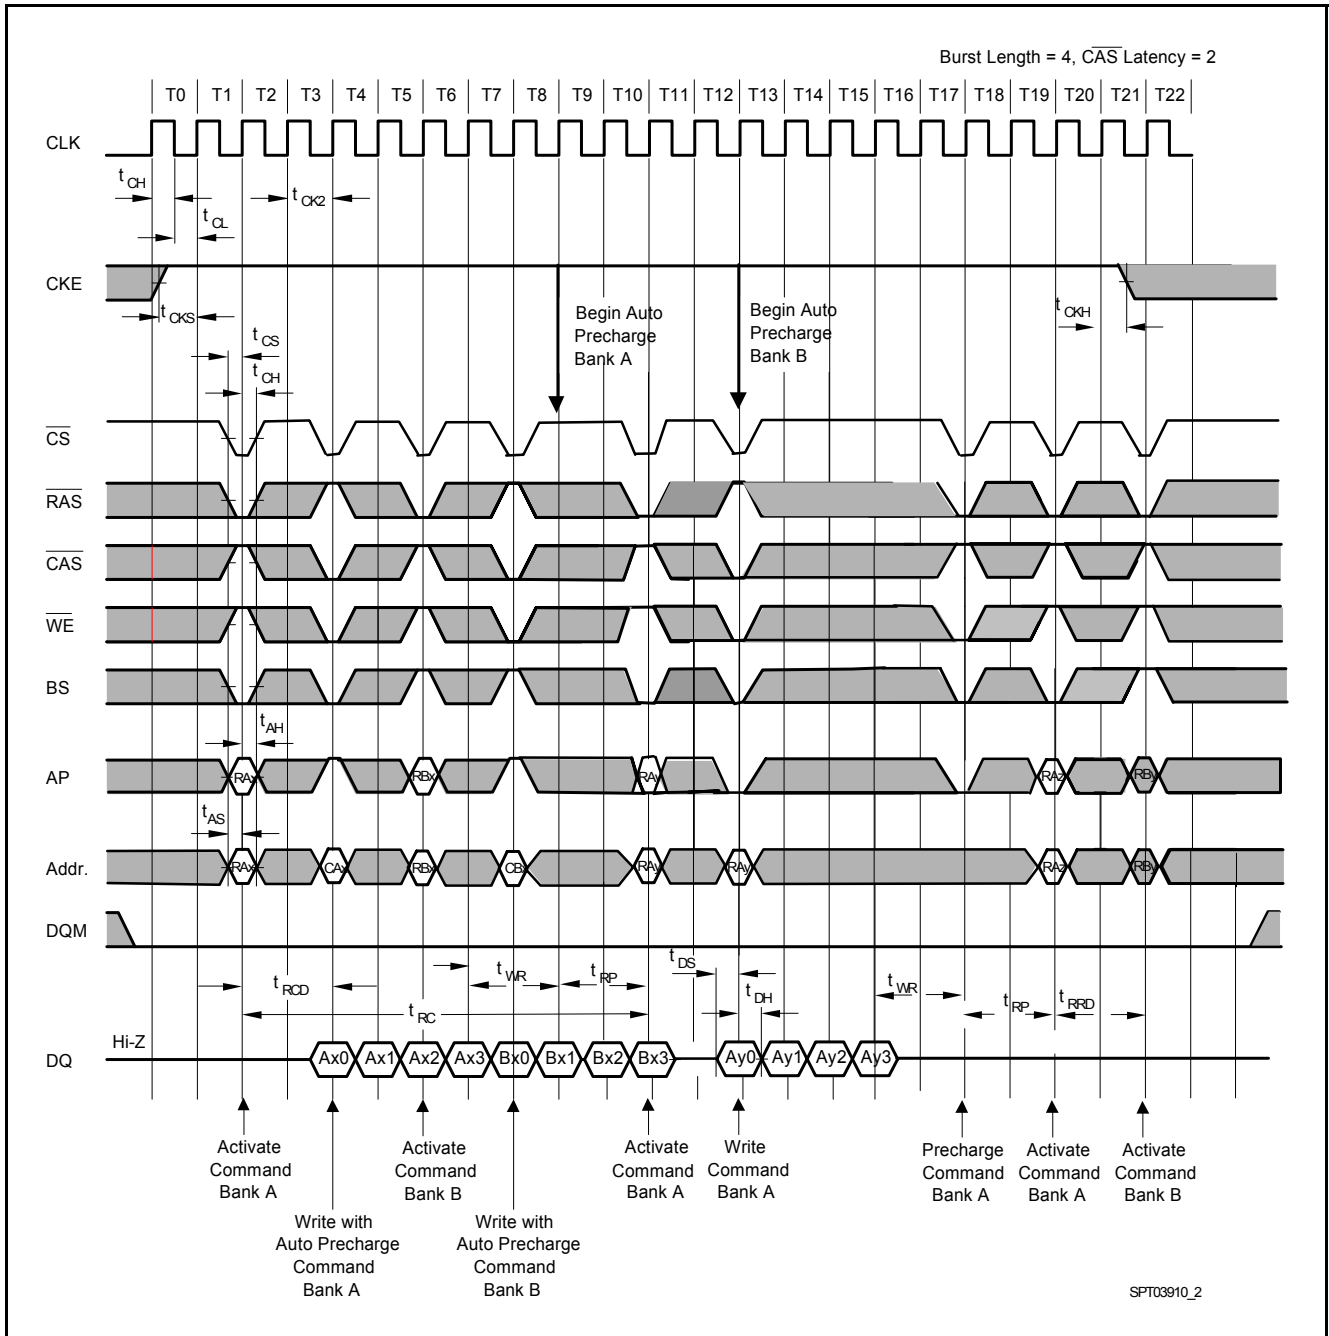 Burst Length = 4, CAS Latency = 2
T0 T1 T2 T3 T4 T5 T6 T7 T8 T9 T10 T11 T12 T13 T14 T15 T16 T17 T18 T19 T20 T21 T22
CLK
tCH
tCK2
tCL
CKE
tCKS
tCKH
Begin Auto
Precharge
Bank A
Begin Auto
Precharge
Bank B
tCS
tCH
CS
RAS
CAS
WE
BS
tAH
AP
RAx RBx RAy RAz RBy
tAS
Addr.
RAx CAx RBx CBx RAy RAy RAz RBy
DQM
tRCD
tWR
tRP
tDS
tDH
tWR
tRP
tRRD
tRC
Hi-Z
DQ
Ax0 Ax1 Ax2 Ax3 Bx0 Bx1 Bx2 Bx3 Ay0 Ay1 Ay2 Ay3
Activate
Command
Bank A
Activate
Command
Bank B
Activate
Command
Bank A
Write
Command
Bank A
Precharge
Command
Bank A
Activate
Command
Bank A
Activate
Command
Bank B
Write with
Auto Precharge
Command
Bank A
Write with
Auto Precharge
Command
Bank B
SPT03910_2